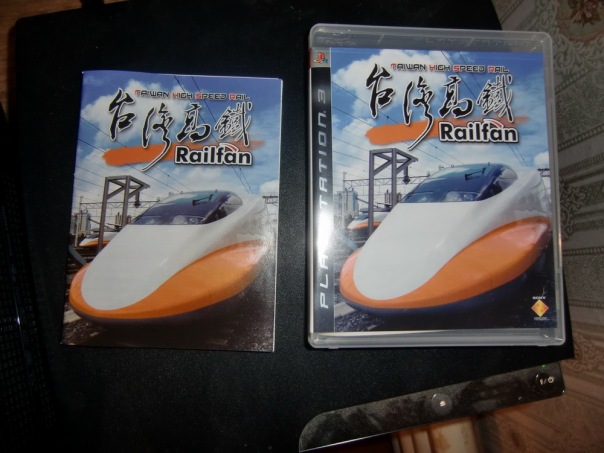 TAIWAN HIGH SPEED RAIL
台灣高鐵
Railfan
PLAYSTATION 3
TAIWAN HIGH SPEED RAIL
台灣高鐵
Railfan
SONY